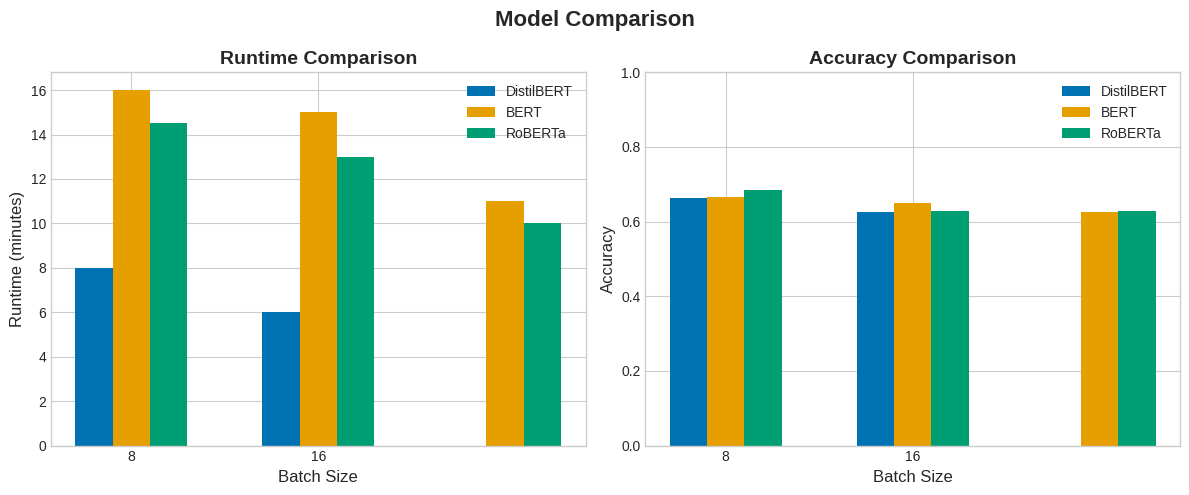 Model Comparison
Runtime Comparison
Runtime (minutes)
16
14
12
10
8
6
4
2
0
DistilBERT
BERT
RoBERTa
8
16
Batch Size
Accuracy Comparison
Accuracy
1.0
0.8
0.6
0.4
0.2
0.0
DistilBERT
BERT
RoBERTa
8
16
Batch Size